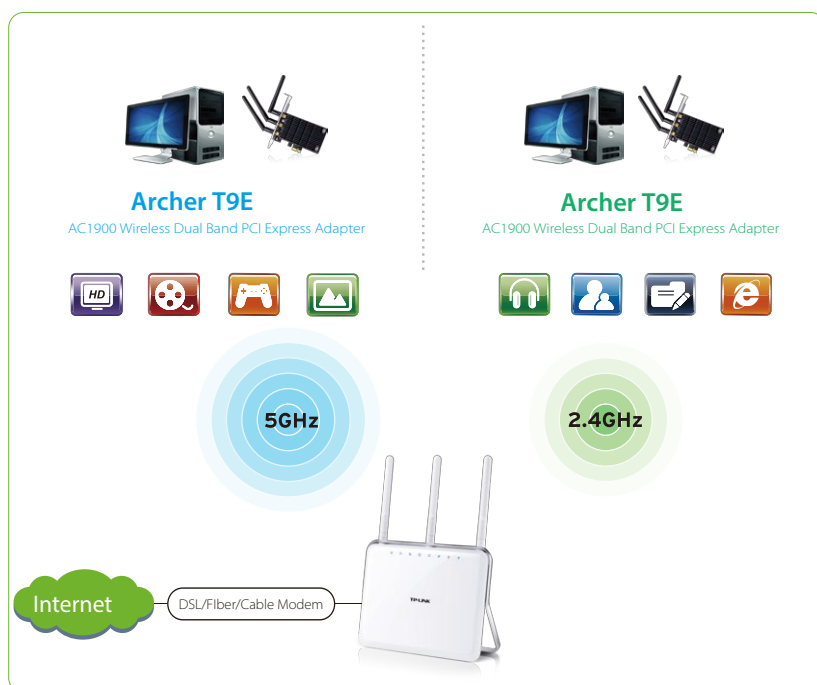 Archer T9E
AC1900 Wireless Dual Band PCI Express Adapter
Archer T9E
AC1900 Wireless Dual Band PCI Express Adapter
HD
5GHz
2.4GHz
TP-LINK
Internet
DSL/FIber/Cable Modem